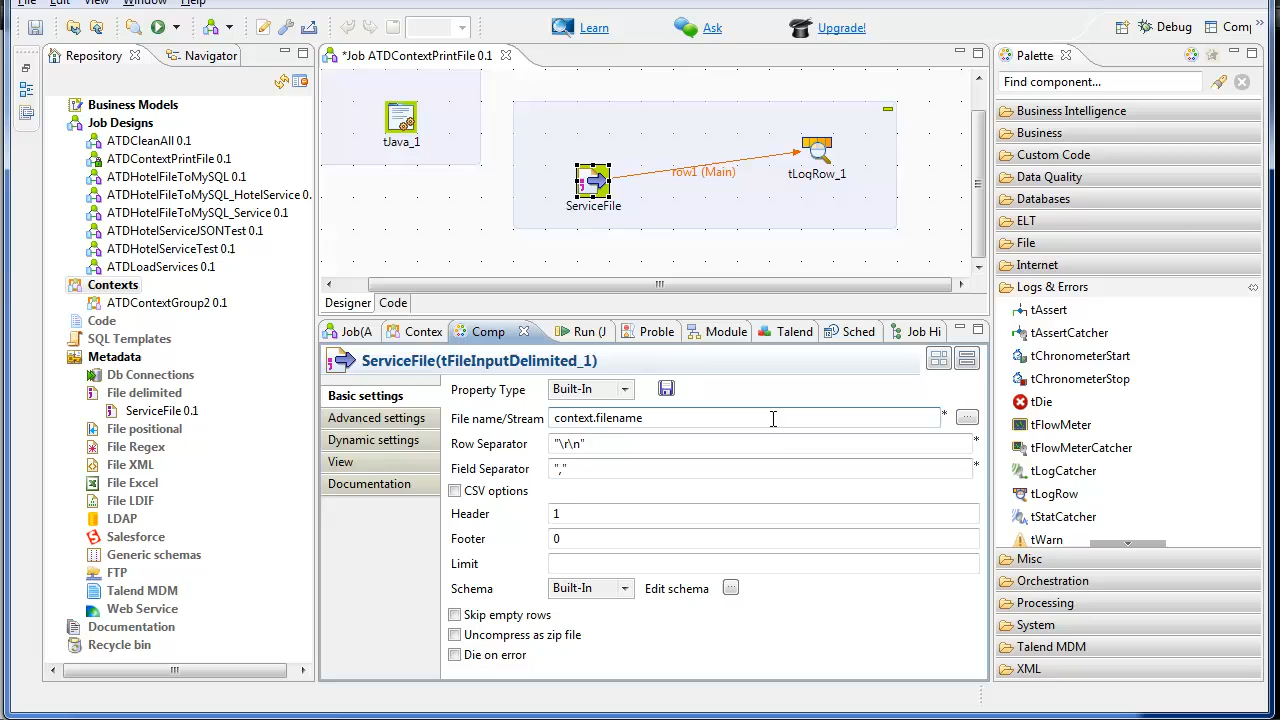 File Edit View Window Help
Learn
Ask
Upgrade!
Debug
Repository
Navigator
*Job ATDContextPrintFile 0.1
Palette
Find component...
Business Models
Job Designs
ATDCleanAll 0.1
ATDContextPrintFile 0.1
ATDHotelFileToMySQL 0.1
ATDHotelFileToMySQL_HotelService 0.
ATDHotelFileToMySQL_Service 0.1
ATDHotelServiceJSONTest 0.1
ATDHotelServiceTest 0.1
ATDLoadServices 0.1
Contexts
ATDContextGroup2 0.1
Code
SQL Templates
Metadata
Db Connections
File delimited
ServiceFile 0.1
File positional
File Regex
File XML
File Excel
File LDIF
LDAP
Salesforce
Generic schemas
FTP
Talend MDM
Web Service
Documentation
Recycle bin
tJava_1
row1 (Main)
tLogRow_1
ServiceFile
Designer
Code
Job(A
Contex
Comp
Run (J
Proble
Module
Talend
Sched
Job Hi
ServiceFile(tFileInputDelimited_1)
Basic settings
Advanced settings
Dynamic settings
View
Documentation
Property Type
Built-In
File name/Stream
context.filename
*
...
Row Separator
"\r\n"
*
Field Separator
","
*
CSV options
Header
1
Footer
0
Limit
Schema
Built-In
Edit schema
...
Skip empty rows
Uncompress as zip file
Die on error
Business Intelligence
Business
Custom Code
Data Quality
Databases
ELT
File
Internet
Logs & Errors
tAssert
tAssertCatcher
tChronometerStart
tChronometerStop
tDie
tFlowMeter
tFlowMeterCatcher
tLogCatcher
tLogRow
tStatCatcher
tWarn
Misc
Orchestration
Processing
System
Talend MDM
XML